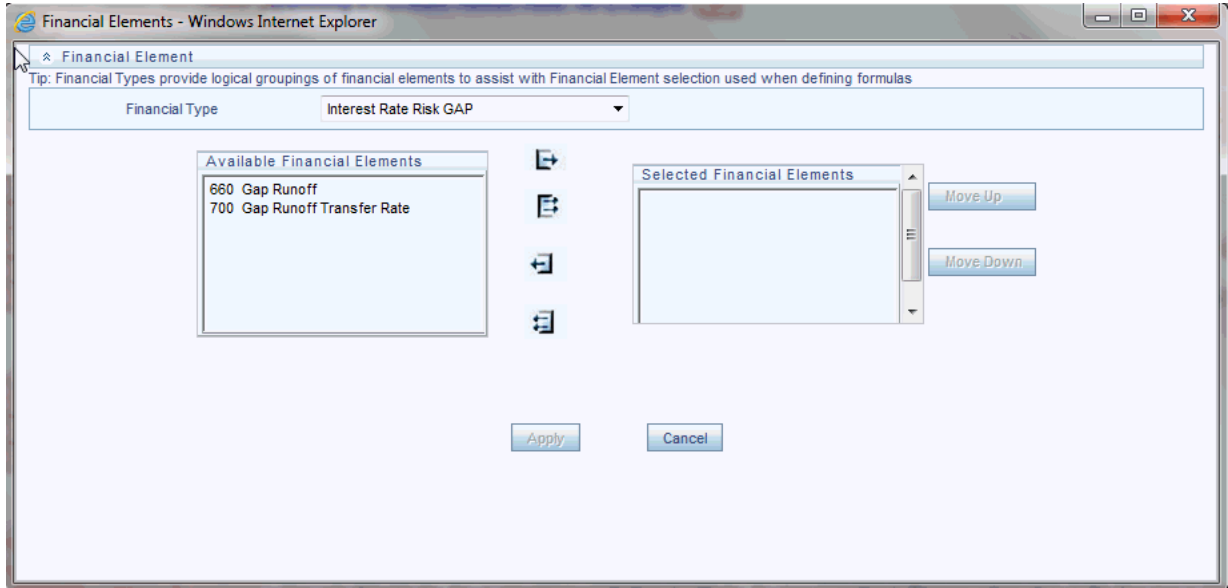 Financial Elements - Windows Internet Explorer
Financial Element
Tip: Financial Types provide logical groupings of financial elements to assist with Financial Element selection used when defining formulas
Financial Type Interest Rate Risk GAP
Available Financial Elements
660 Gap Runoff
700 Gap Runoff Transfer Rate
Selected Financial Elements
Move Up
Move Down
Apply Cancel